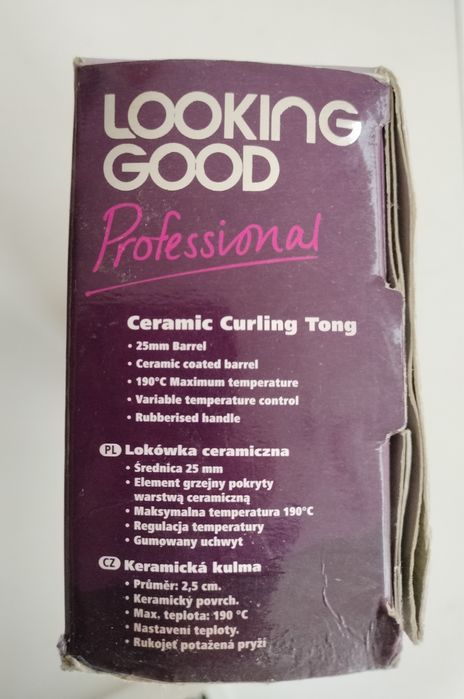 LOOKING
GOOD
Professional
Ceramic Curling Tong
• 25mm Barrel
• Ceramic coated barrel
• 190°C Maximum temperature
• Variable temperature control
• Rubberised handle
PL Lokówka ceramiczna
• Średnica 25 mm
• Element grzejny pokryty
warstwą ceramiczną
• Maksymalna temperatura 190°C
• Regulacja temperatury
• Gumowany uchwyt
CZ Keramická kulma
• Průměr: 2,5 cm.
• Keramický povrch.
• Max. teplota: 190 °C
• Nastavení teploty.
• Rukojeť potažená pryží